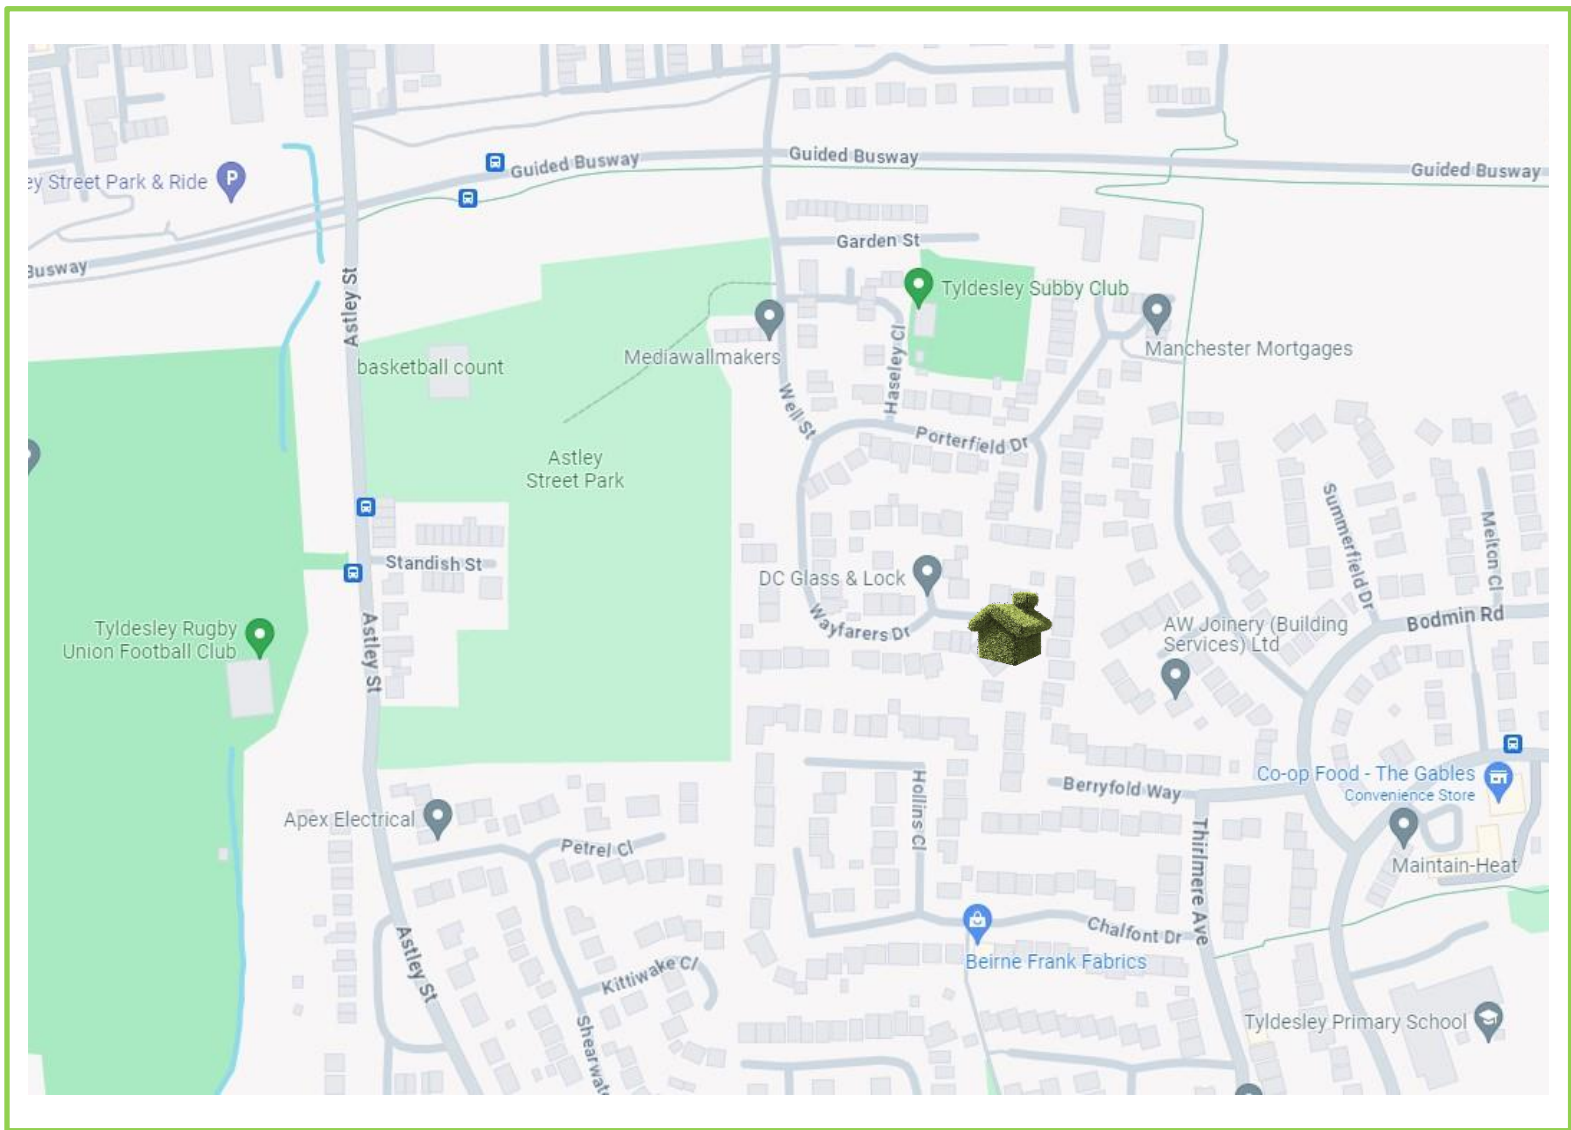 Guided Busway
Guided Busway
Guided Busway
ey Street Park & Ride
P
Busway
Garden St
Astley St
Tyldesley Subby Club
Mediawallmakers
Manchester Mortgages
basketball count
Haseley Cl
Well St
Porterfield Dr
Astley
Street Park
Summerfield Dr
Melton Cl
Standish St
DC Glass & Lock
Wayfarers Dr
Bodmin Rd
AW Joinery (Building
Services) Ltd
Tyldesley Rugby
Union Football Club
Astley St
Co-op Food - The Gables
Convenience Store
Berryfold Way
Hollins Cl
Apex Electrical
Petrel Cl
Thirlmere Ave
Maintain-Heat
Chalfont Dr
Beirne Frank Fabrics
Astley St
Kittiwake Cl
Tyldesley Primary School
Shearwate